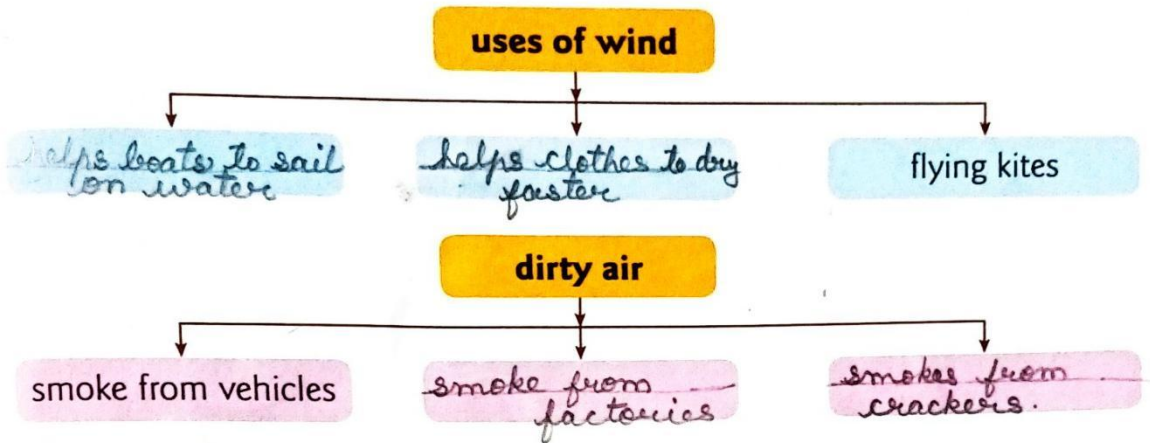 uses of wind
helps boats to sail
on water
helps clothes to dry
faster
flying kites
dirty air
smoke from vehicles
smoke from
factories
smokes from
crackers.